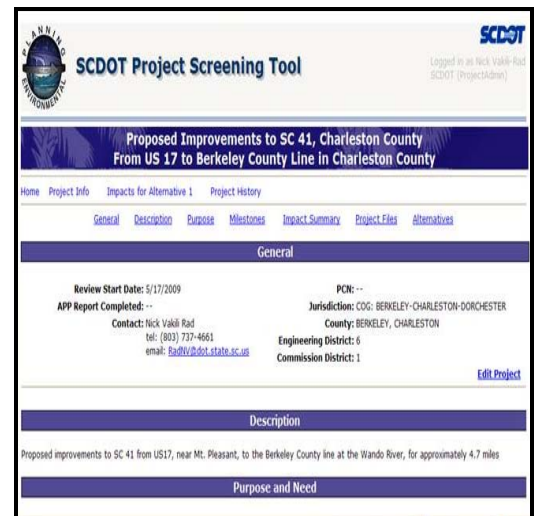 PLANNING
ENVIRONMENTAL
SCDOT
SCDOT Project Screening Tool
Logged in as Nick Vakili-Rad
SCDOT (ProjectAdmin)
Proposed Improvements to SC 41, Charleston County
From US 17 to Berkeley County Line in Charleston County
Home Project Info Impacts for Alternative 1 Project History
General Description Purpose Milestones Impact Summary Project Files Alternatives
General
Review Start Date: 5/17/2009
APP Report Completed: --
Contact: Nick Vakili Rad
tel: (803) 737-4661
email: RadNV@dot.state.sc.us
PCN: --
Jurisdiction: COG: BERKELEY-CHARLESTON-DORCHESTER
County: BERKELEY, CHARLESTON
Engineering District: 6
Commission District: 1
Edit Project
Description
Proposed improvements to SC 41 from US17, near Mt. Pleasant, to the Berkeley County line at the Wando River, for approximately 4.7 miles
Purpose and Need